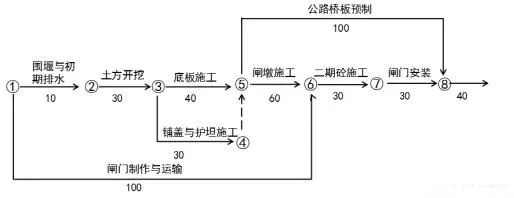 公路桥板预制
100
围堰与初
期排水
土方开挖
底板施工
闸墩施工
二期砼施工
闸门安装
① ② ③ ⑤ ⑥ ⑦ ⑧
10 30 40 60 30 30 40
铺盖与护坦施工
④
30
闸门制作与运输
100